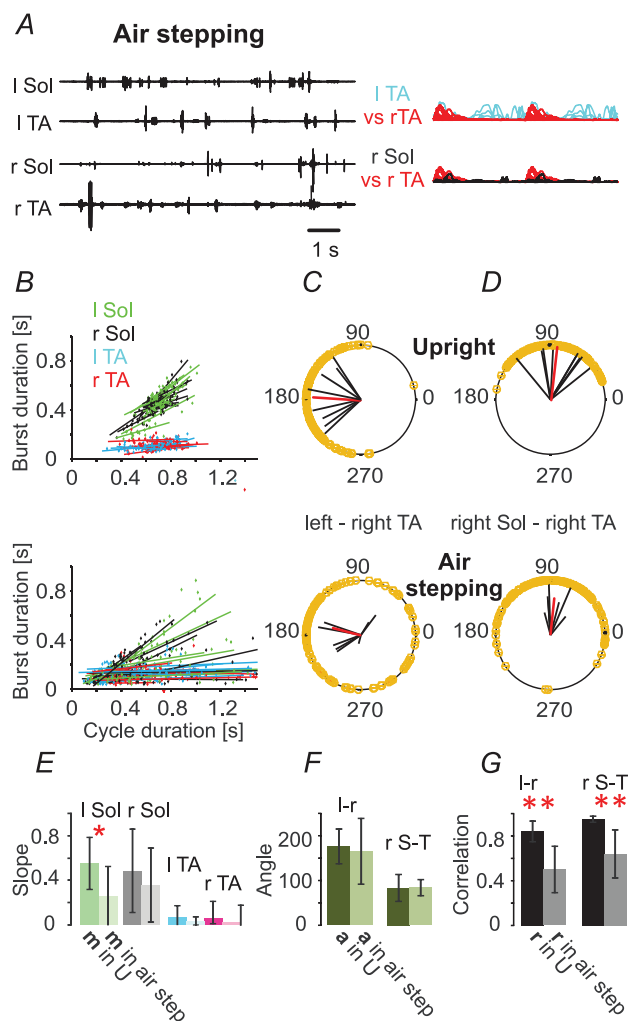 A
Air stepping
l Sol
l TA
r Sol
r TA
1 s
l TA
vs rTA
r Sol
vs r TA
B
C
D
l Sol
r Sol
l TA
r TA
Burst duration [s]
0.8
0.4
0
0 0.4 0.8 1.2
90
180
0
270
Upright
90
180
0
270
left - right TA
right Sol - right TA
Burst duration [s]
0.8
0.4
0
0 0.4 0.8 1.2
Cycle duration [s]
90
180
0
270
Air
stepping
90
180
0
270
E
F
G
l Sol
r Sol
l TA
r TA
*
Slope
0.8
0.4
0
m in U
m in air step
l-r
r S-T
Angle
200
100
0
a in U
a in air step
l-r
r S-T
**
**
Correlation
0.8
0.4
0
r in U
r in air step